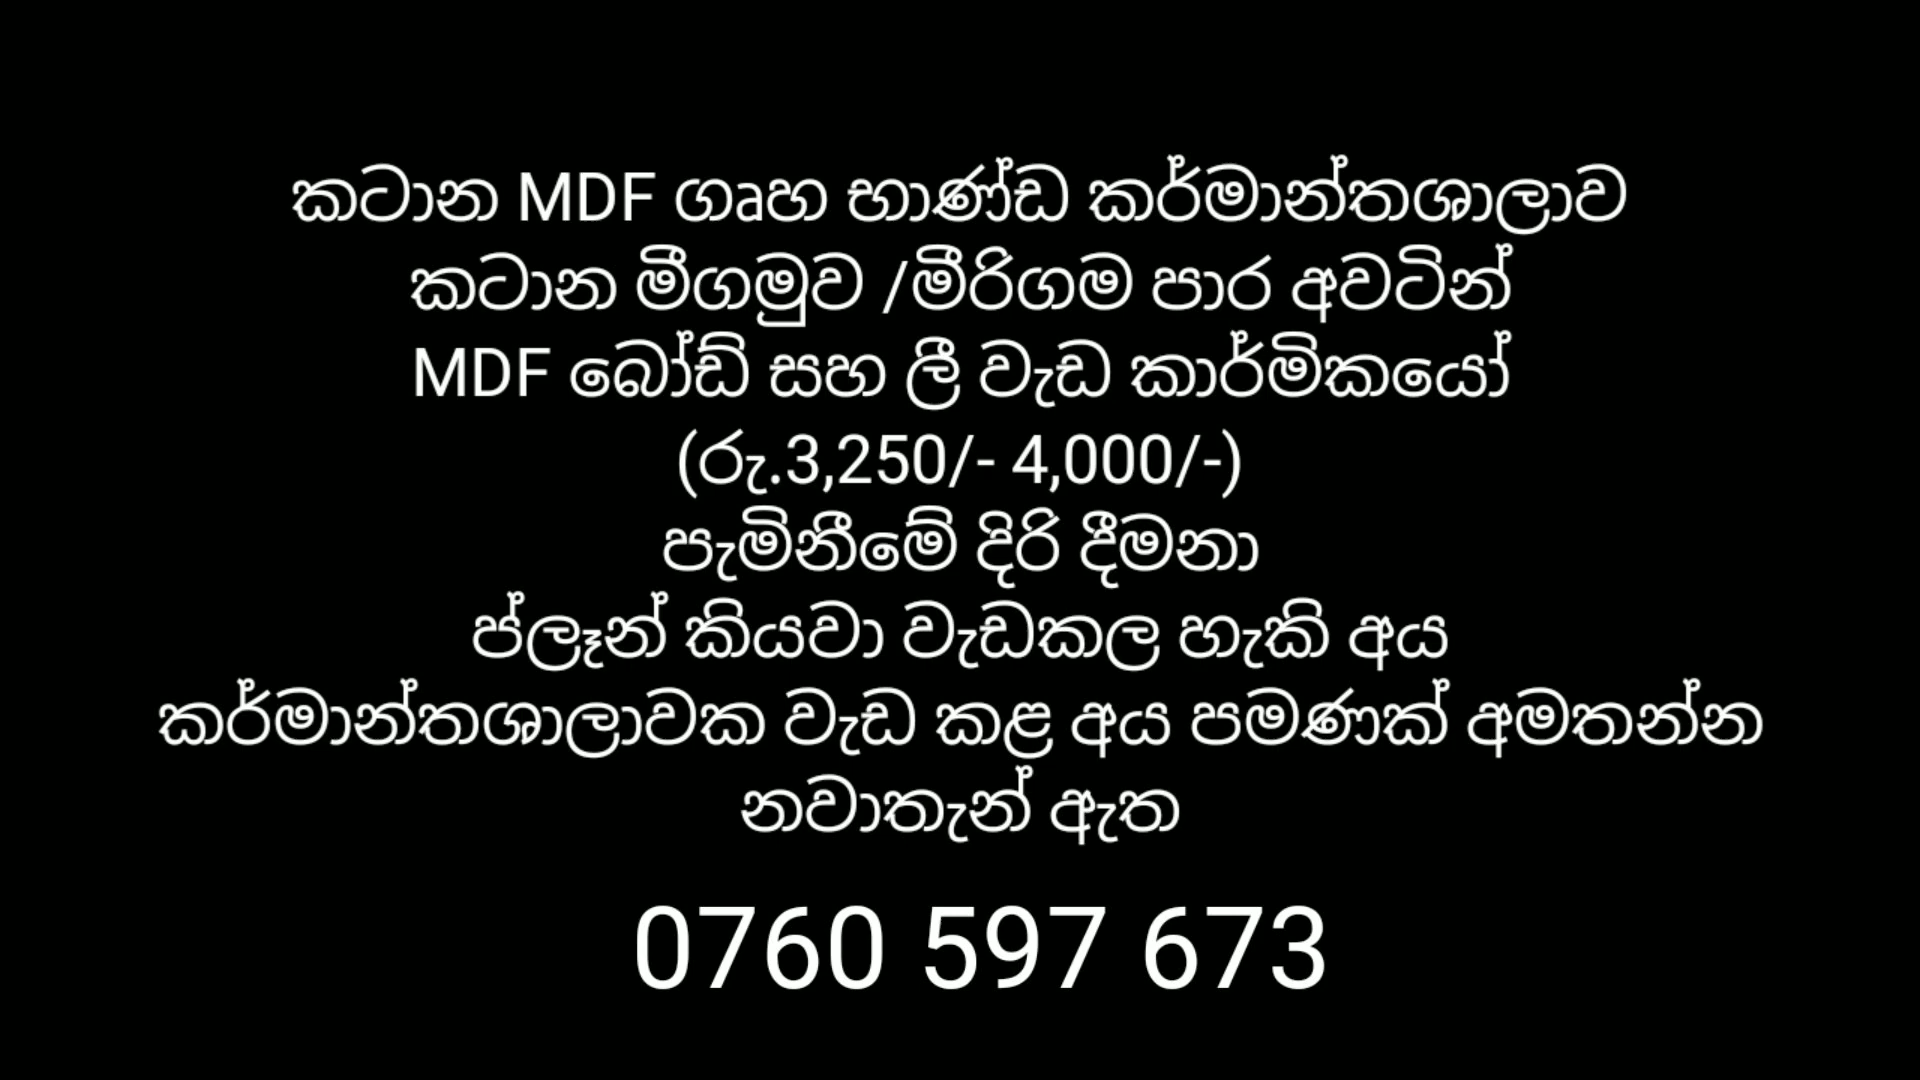 කටාන MDF ගෘහ භාණ්ඩ කර්මාන්තශාලාව
කටාන මීගමුව /මීරිගම පාර අවටින්
MDF බෝඩ් සහ ලී වැඩ කාර්මිකයෝ
(රු.3,250/- 4,000/-)
පැමිනීමේ දිරි දීමනා
ප්ලෑන් කියවා වැඩකල හැකි අය
කර්මාන්තශාලාවක වැඩ කළ අය පමණක් අමතන්න
නවාතැන් ඇත
0760 597 673